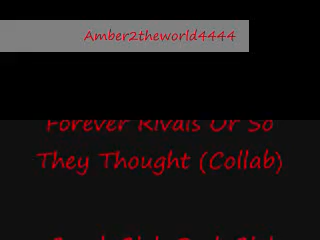 Amber2theworld4444
Forever Rivals Or So
They Thought (Collab)